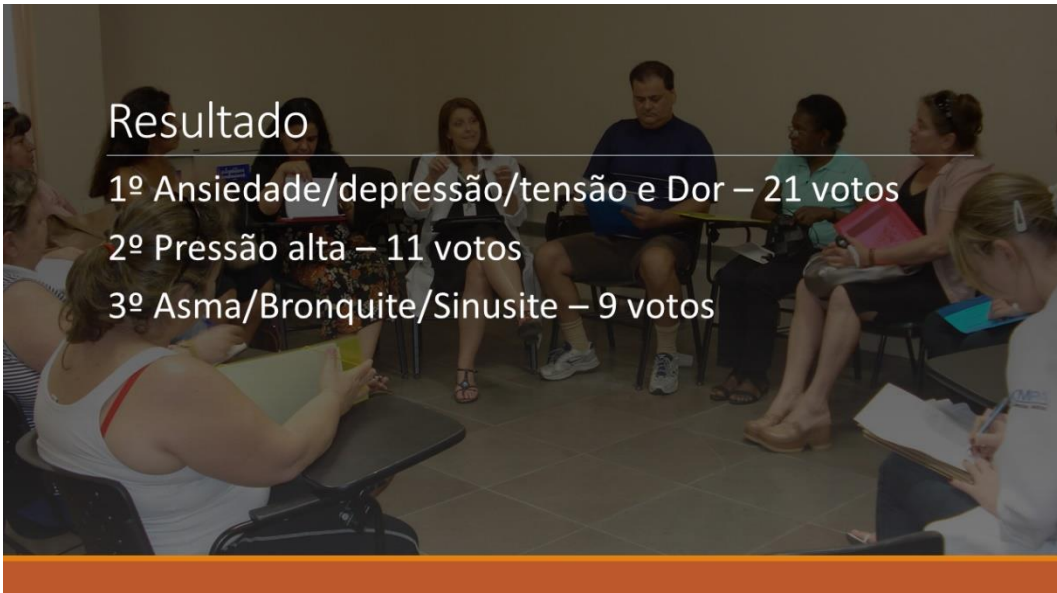 Resultado
1º Ansiedade/depressão/tensão e Dor – 21 votos
2º Pressão alta – 11 votos
3º Asma/Bronquite/Sinusite – 9 votos